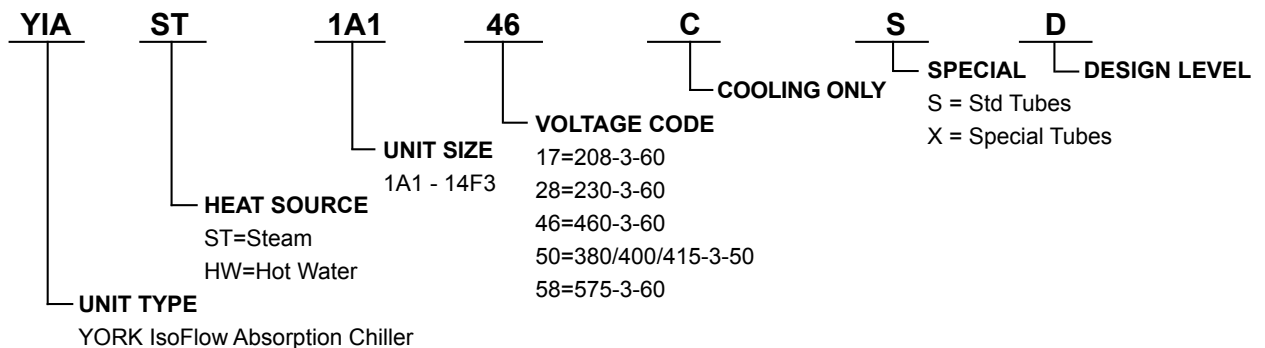 YIA ST 1A1 46 C S D
SPECIAL
S = Std Tubes
X = Special Tubes
DESIGN LEVEL
COOLING ONLY
VOLTAGE CODE
17=208-3-60
28=230-3-60
46=460-3-60
50=380/400/415-3-50
58=575-3-60
UNIT SIZE
1A1 - 14F3
HEAT SOURCE
ST=Steam
HW=Hot Water
UNIT TYPE
YORK IsoFlow Absorption Chiller